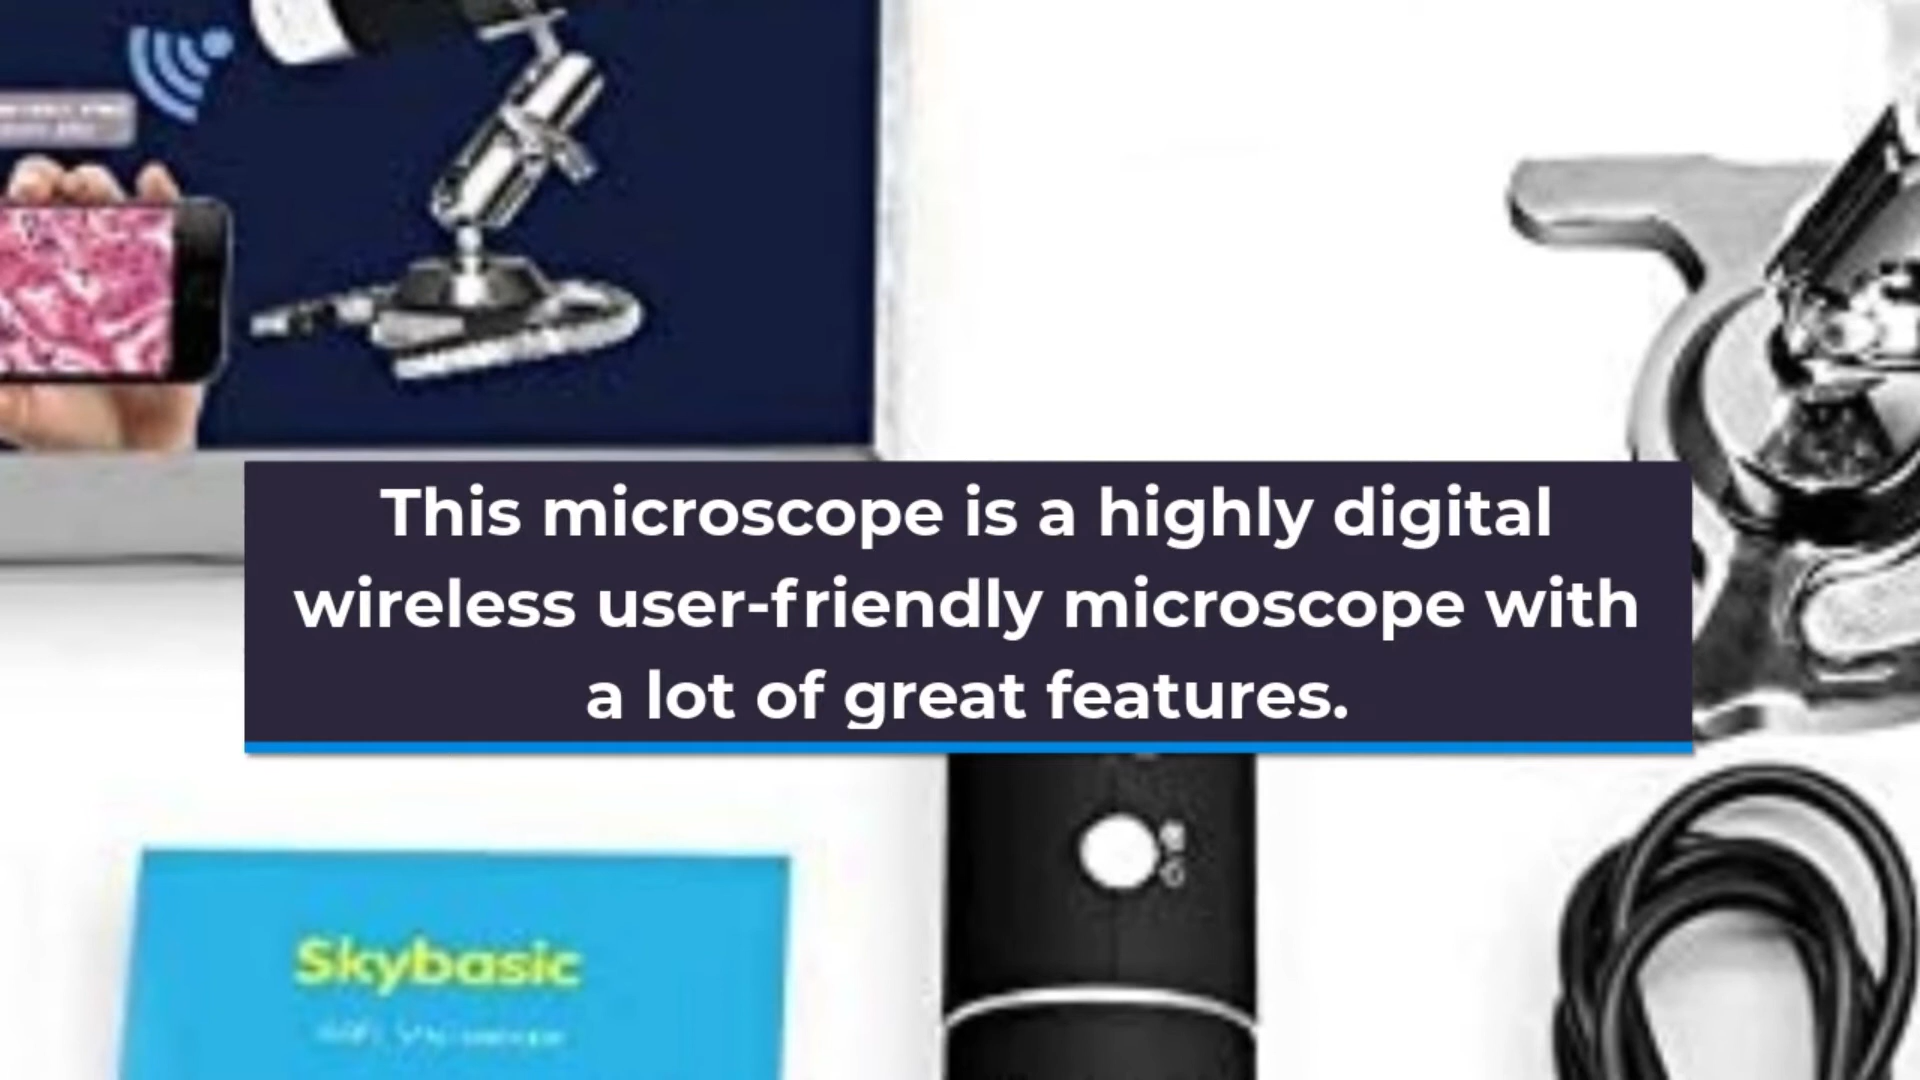 This microscope is a highly digital
wireless user-friendly microscope with
a lot of great features.
Skybasic